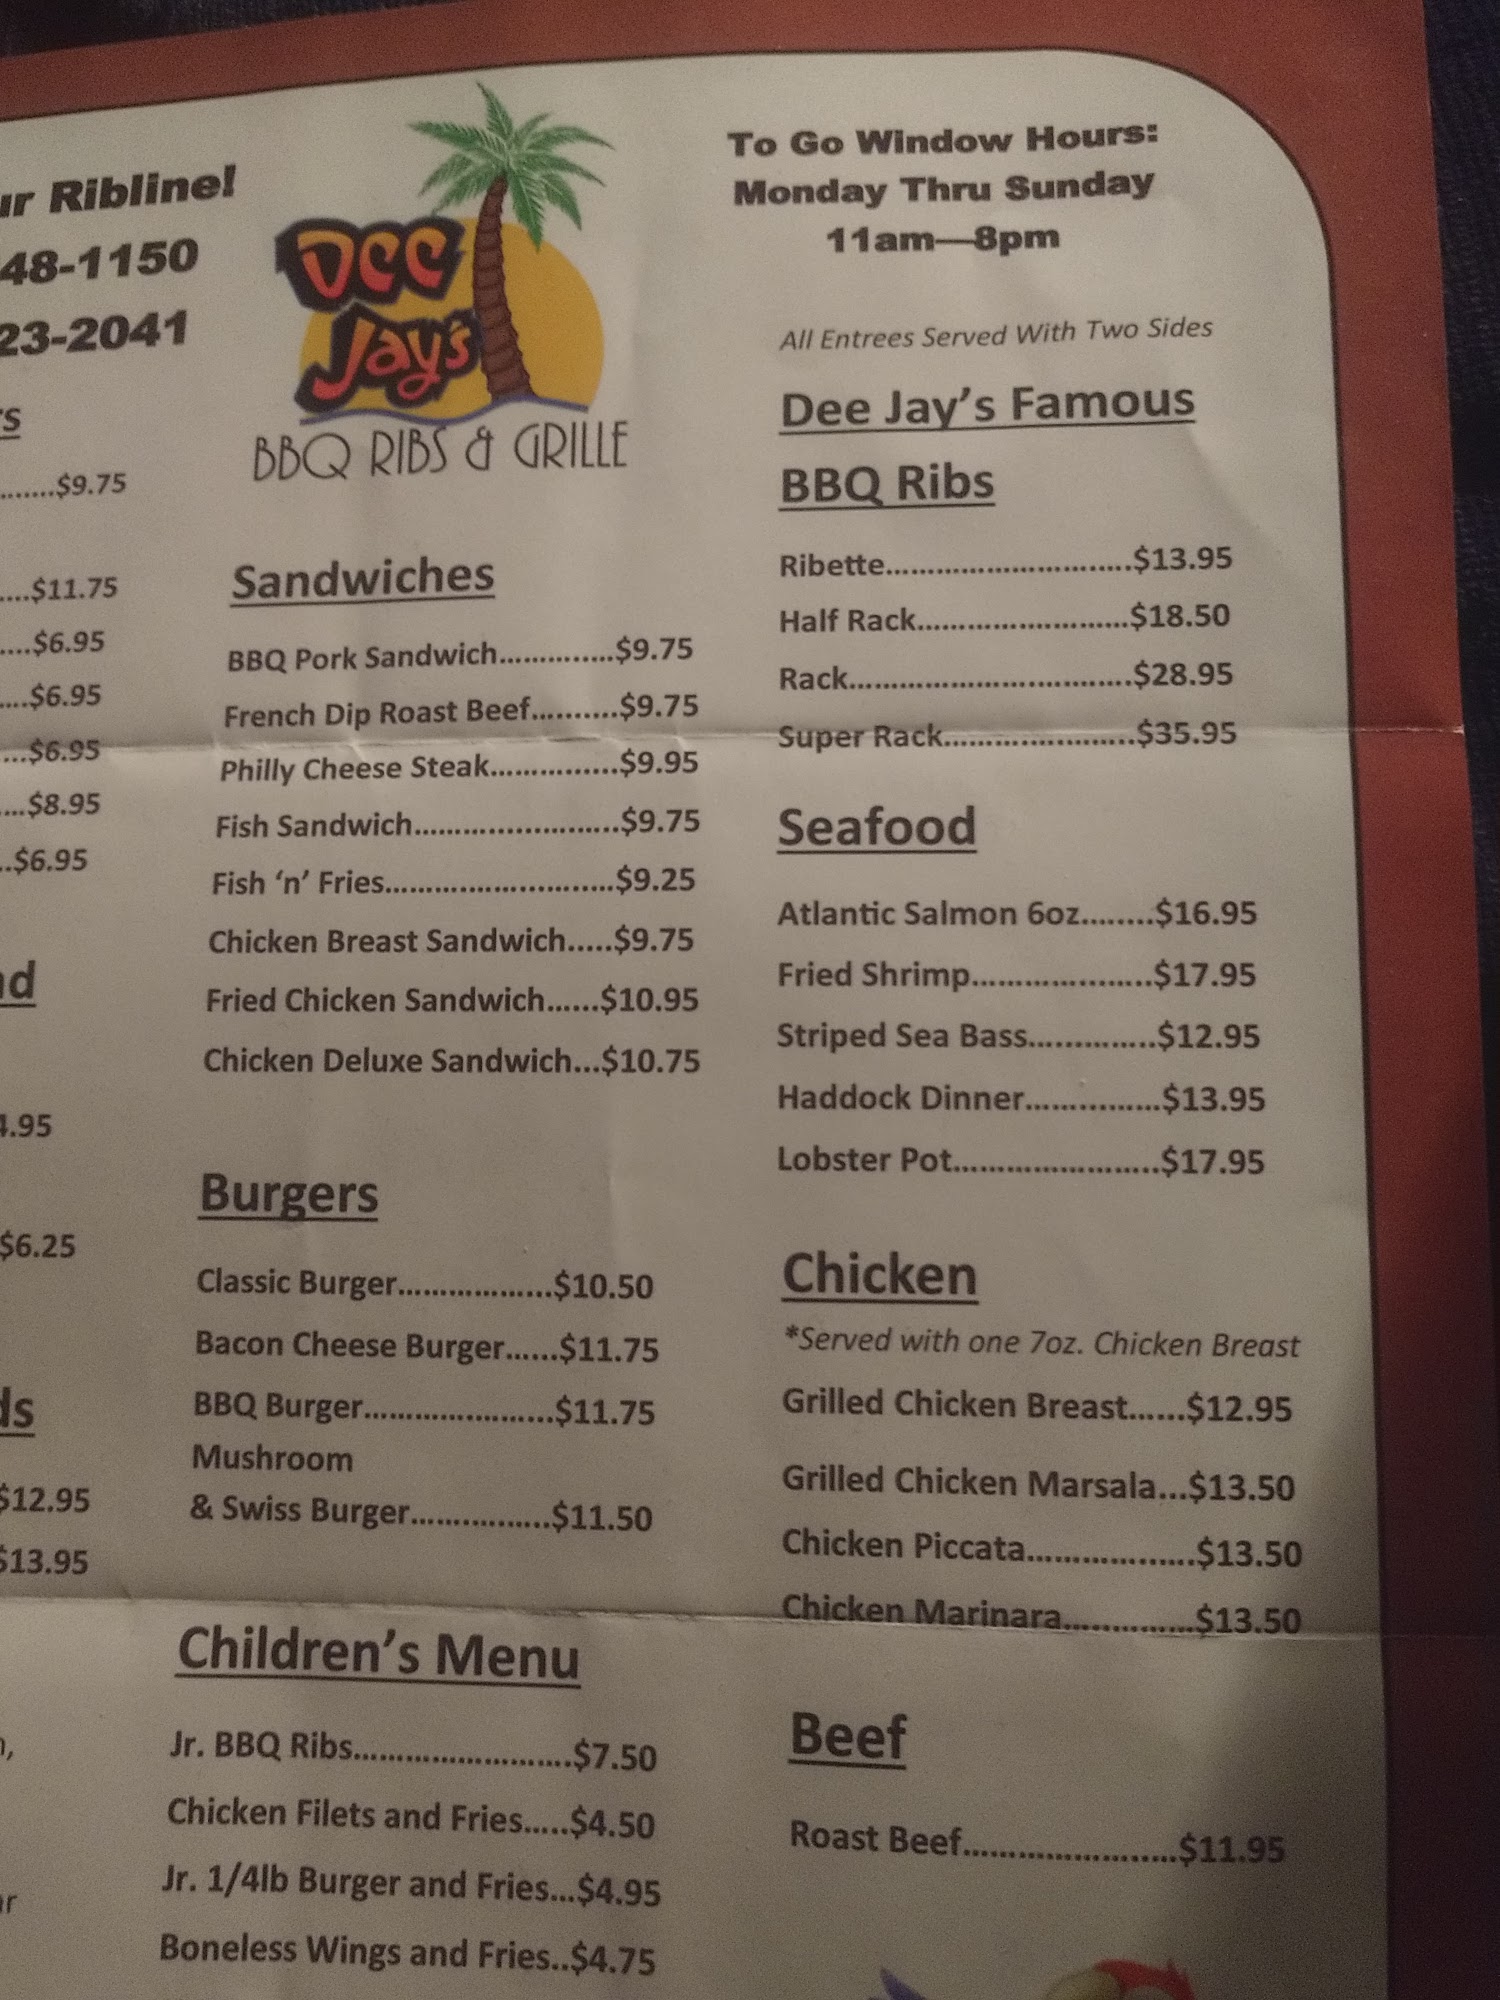 ur Ribline!
48-1150
23-2041
s
.......$9.75
....$11.75
....$6.95
....$6.95
...$6.95
....$8.95
..$6.95
nd
4.95
$6.25
ds
$12.95
$13.95
Dee
Jay's
BBQ RIBS & GRILLE
Sandwiches
BBQ Pork Sandwich..............$9.75
French Dip Roast Beef..........$9.75
Philly Cheese Steak...............$9.95
Fish Sandwich........................$9.75
Fish ‘n’ Fries...........................$9.25
Chicken Breast Sandwich.....$9.75
Fried Chicken Sandwich......$10.95
Chicken Deluxe Sandwich...$10.75
Burgers
Classic Burger..................$10.50
Bacon Cheese Burger......$11.75
BBQ Burger......................$11.75
Mushroom
& Swiss Burger................$11.50
Children’s Menu
Jr. BBQ Ribs.........................$7.50
Chicken Filets and Fries.....$4.50
Jr. 1/4lb Burger and Fries...$4.95
Boneless Wings and Fries..$4.75
To Go Window Hours:
Monday Thru Sunday
11am—8pm
All Entrees Served With Two Sides
Dee Jay’s Famous
BBQ Ribs
Ribette.............................$13.95
Half Rack.........................$18.50
Rack.................................$28.95
Super Rack.......................$35.95
Seafood
Atlantic Salmon 6oz........$16.95
Fried Shrimp.....................$17.95
Striped Sea Bass...............$12.95
Haddock Dinner................$13.95
Lobster Pot........................$17.95
Chicken
*Served with one 7oz. Chicken Breast
Grilled Chicken Breast......$12.95
Grilled Chicken Marsala...$13.50
Chicken Piccata...................$13.50
Chicken Marinara...............$13.50
Beef
Roast Beef.........................$11.95